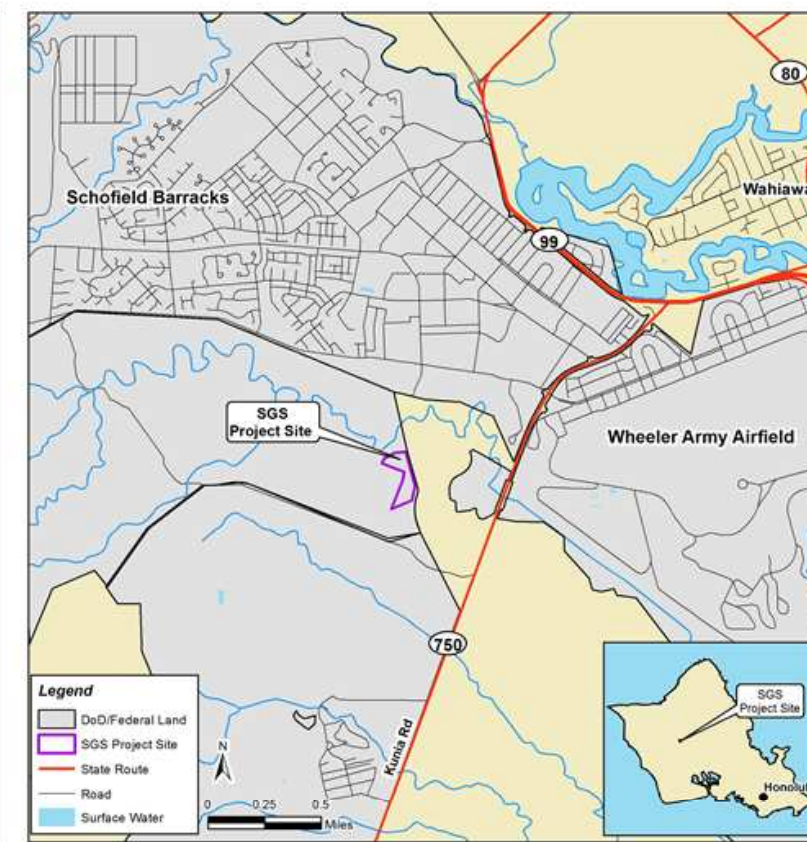 80
Schofield Barracks
Wahiawa
99
SGS
Project Site
Wheeler Army Airfield
750
Kunia Rd
Legend
DoD/Federal Land
SGS Project Site
State Route
Road
Surface Water
N
0 0.25 0.5
Miles
SGS
Project Site
Honolul